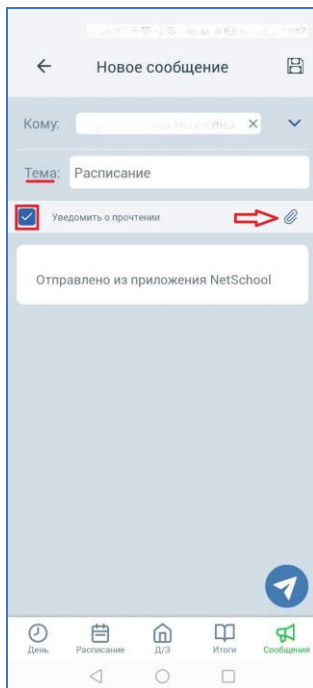 Новое сообщение
Кому:
Тема: Расписание
Уведомить о прочтении
Отправлено из приложения NetSchool
День Расписание Д/З Итоги Сообщения